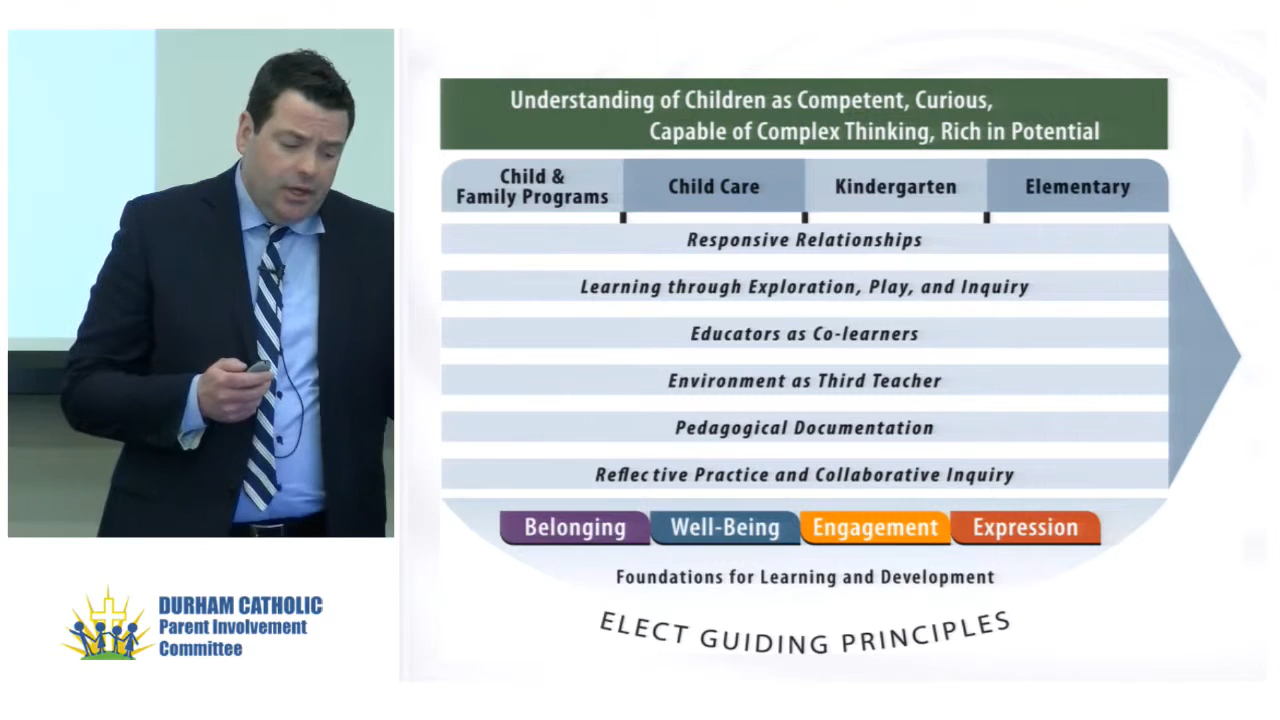 Understanding of Children as Competent, Curious,
Capable of Complex Thinking, Rich in Potential
Child &
Family Programs
Child Care
Kindergarten
Elementary
Responsive Relationships
Learning through Exploration, Play, and Inquiry
Educators as Co-learners
Environment as Third Teacher
Pedagogical Documentation
Reflective Practice and Collaborative Inquiry
Belonging
Well-Being
Engagement
Expression
Foundations for Learning and Development
ELECT GUIDING PRINCIPLES
DURHAM CATHOLIC
Parent Involvement
Committee